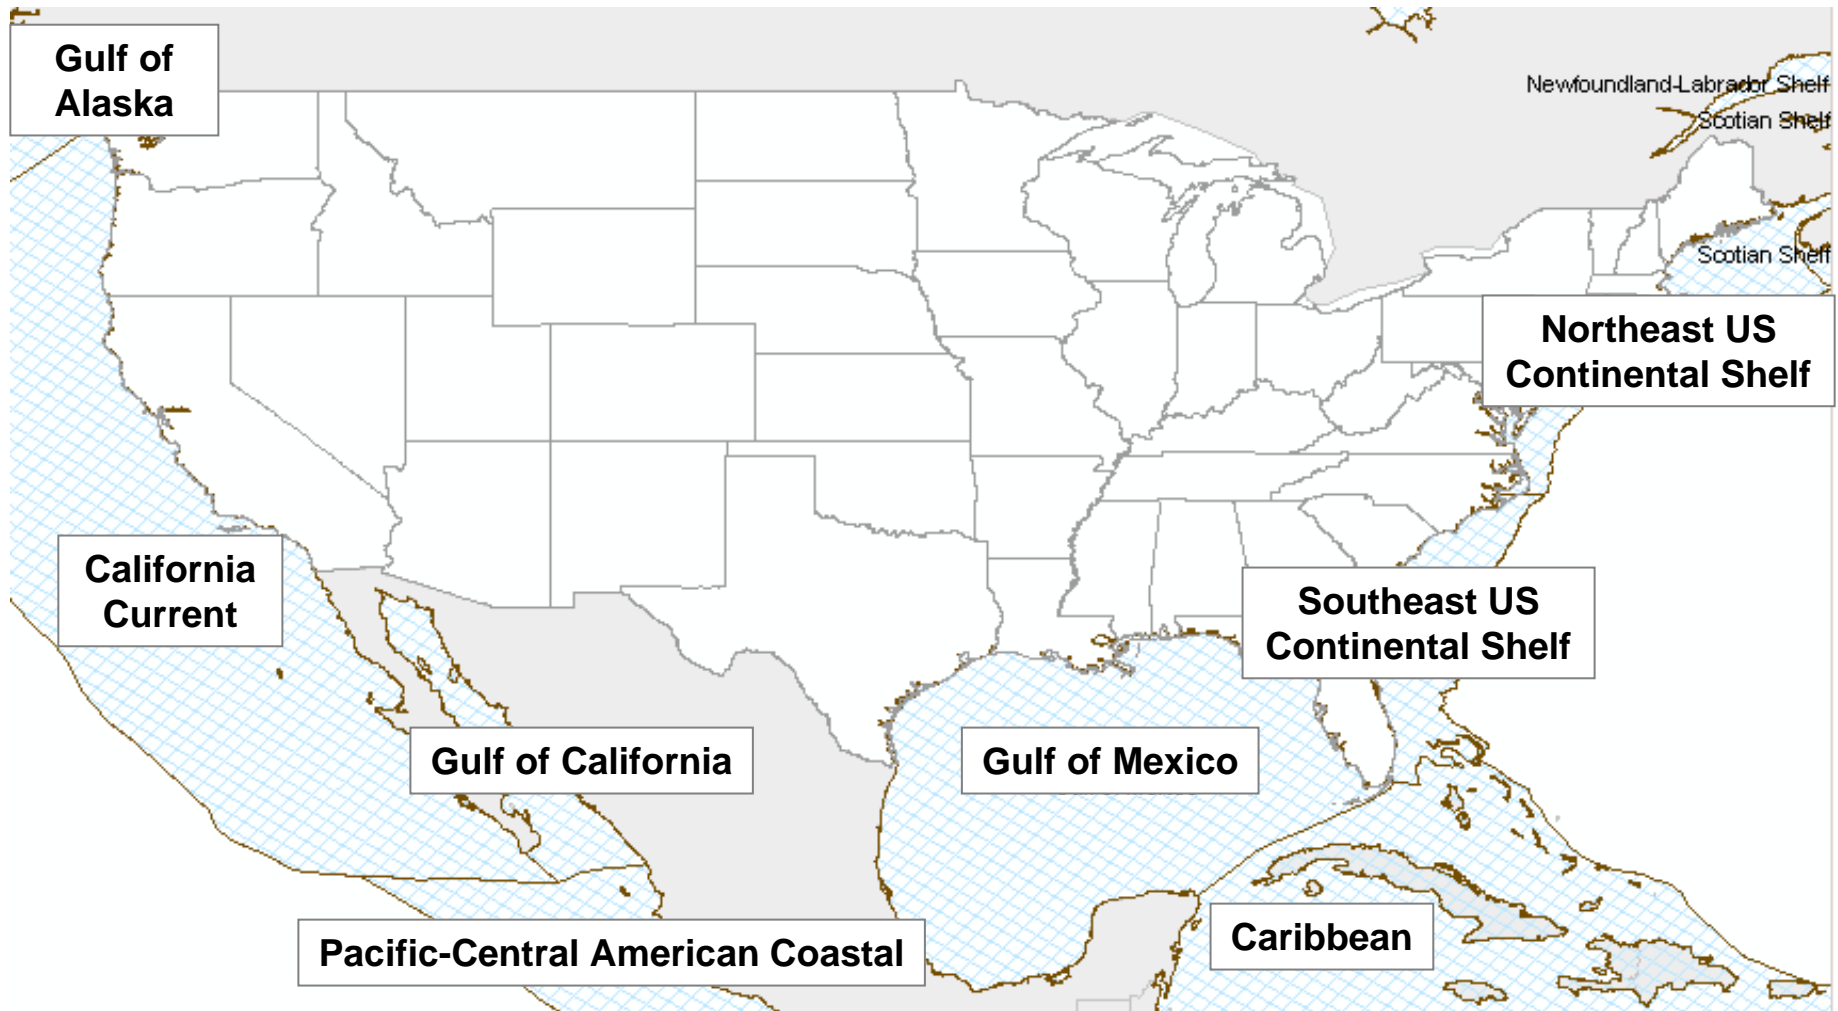 Gulf of
Alaska
Newfoundland-Labrador Shelf
Scotian Shelf
Scotian Shelf
Northeast US
Continental Shelf
California
Current
Southeast US
Continental Shelf
Gulf of California
Gulf of Mexico
Pacific-Central American Coastal
Caribbean